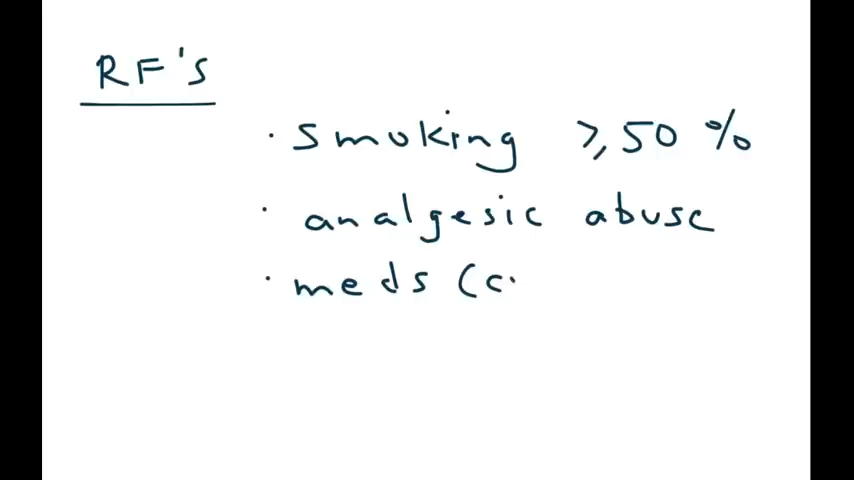 RF's
· smoking ≥, 50 %
· analgesic abuse
· meds (c